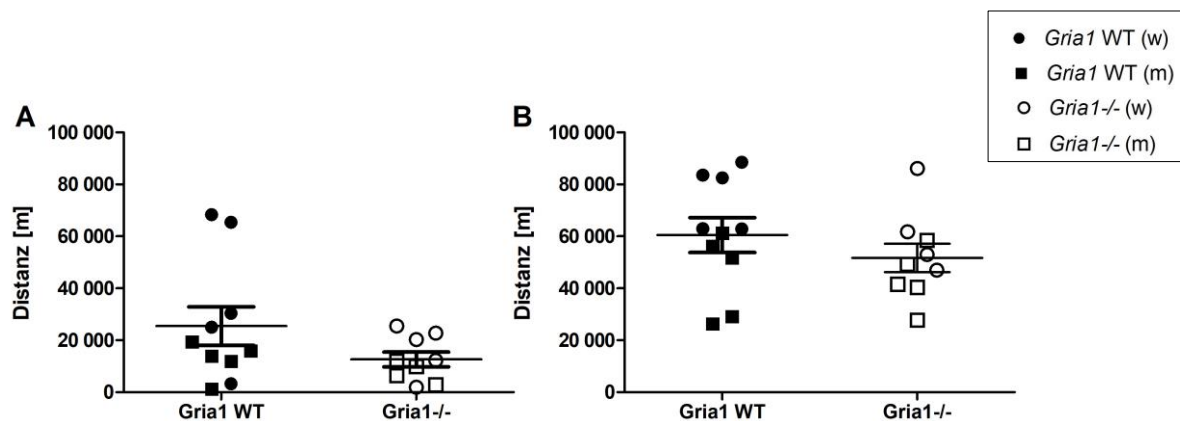 Gria1 WT (w)
Gria1 WT (m)
Gria1-/- (w)
Gria1-/- (m)
A
100 000
80 000
60 000
40 000
20 000
0
Distanz [m]
Gria1 WT
Gria1-/-
B
100 000
80 000
60 000
40 000
20 000
0
Distanz [m]
Gria1 WT
Gria1-/-